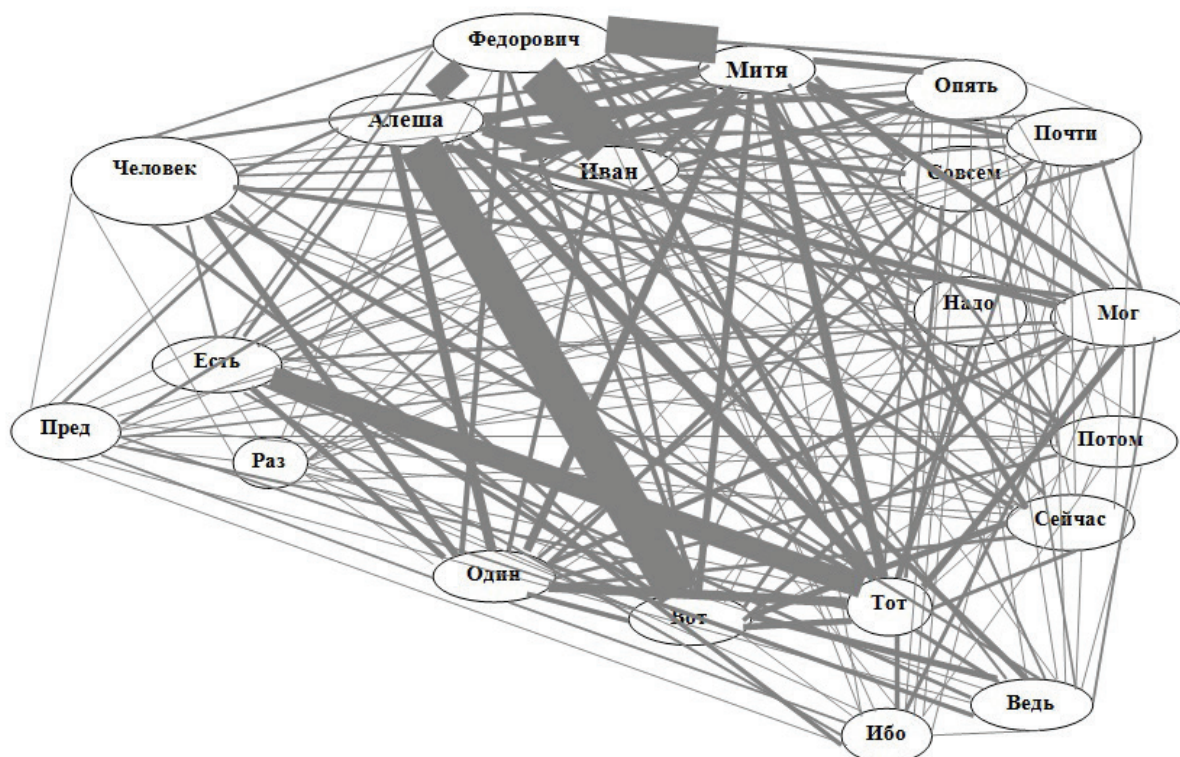 Федорович
Митя
Опять
Алеша
Почти
Человек
Иван
Совсем
Надо
Мог
Есть
Пред
Раз
Потом
Сейчас
Один
Вот
Тот
Ведь
Ибо